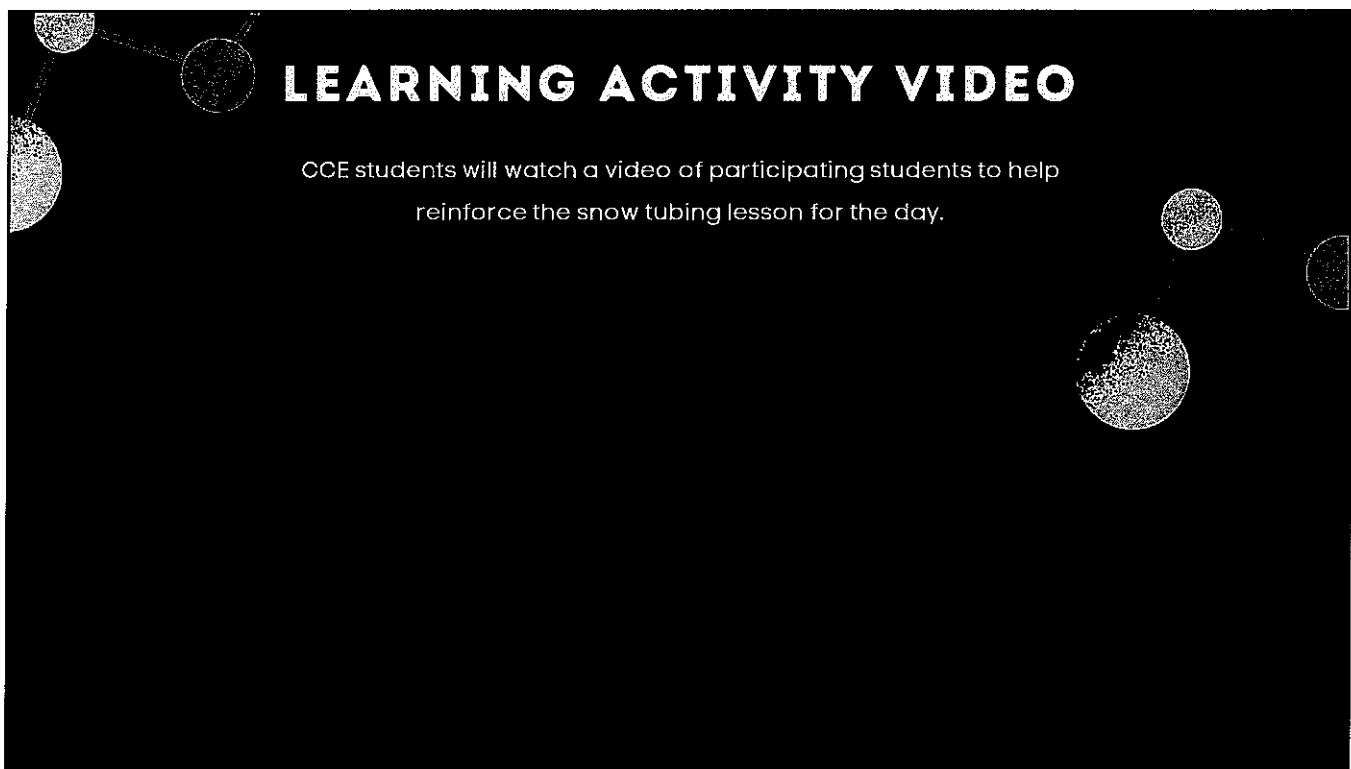 LEARNING ACTIVITY VIDEO
CCE students will watch a video of participating students to help
reinforce the snow tubing lesson for the day.